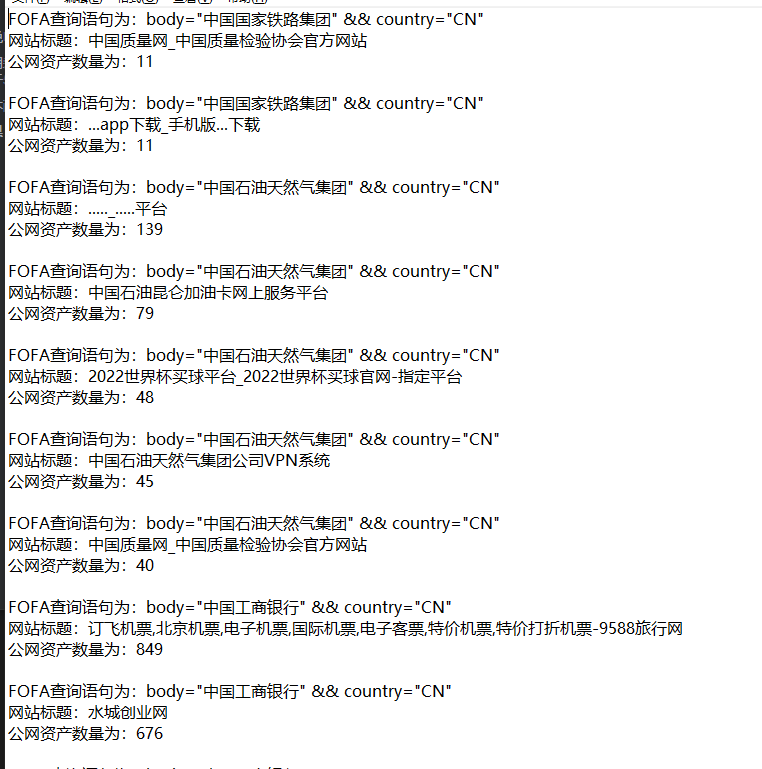 FOFA查询语句为：body="中国国家铁路集团" && country="CN"
网站标题：中国质量网_中国质量检验协会官方网站
公网资产数量为：11
FOFA查询语句为：body="中国国家铁路集团" && country="CN"
网站标题：...app下载_手机版...下载
公网资产数量为：11
FOFA查询语句为：body="中国石油天然气集团" && country="CN"
网站标题：....._.....平台
公网资产数量为：139
FOFA查询语句为：body="中国石油天然气集团" && country="CN"
网站标题：中国石油昆仑加油卡网上服务平台
公网资产数量为：79
FOFA查询语句为：body="中国石油天然气集团" && country="CN"
网站标题：2022世界杯买球平台_2022世界杯买球官网-指定平台
公网资产数量为：48
FOFA查询语句为：body="中国石油天然气集团" && country="CN"
网站标题：中国石油天然气集团公司VPN系统
公网资产数量为：45
FOFA查询语句为：body="中国石油天然气集团" && country="CN"
网站标题：中国质量网_中国质量检验协会官方网站
公网资产数量为：40
FOFA查询语句为：body="中国工商银行" && country="CN"
网站标题：订飞机票,北京机票,电子机票,国际机票,电子客票,特价机票,特价打折机票-9588旅行网
公网资产数量为：849
FOFA查询语句为：body="中国工商银行" && country="CN"
网站标题：水城创业网
公网资产数量为：676